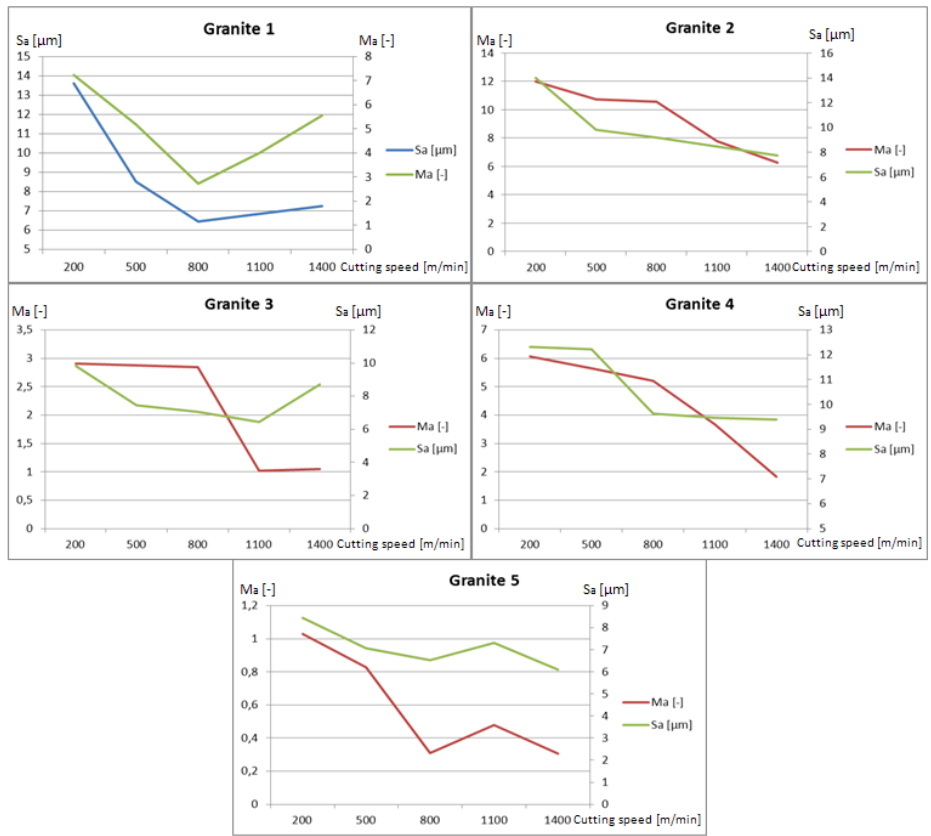 Granite 1
Sa [µm]
Ma [-]
15
14
13
12
11
10
9
8
7
6
5
8
7
6
5
4
3
2
1
0
Sa [µm]
Ma [-]
200 500 800 1100 1400 Cutting speed [m/min]
Granite 2
Ma [-]
Sa [µm]
14
12
10
8
6
4
2
0
16
14
12
10
8
6
4
2
0
Ma [-]
Sa [µm]
200 500 800 1100 1400 Cutting speed [m/min]
Granite 3
Ma [-]
Sa [µm]
3,5
3
2,5
2
1,5
1
0,5
0
12
10
8
6
4
2
0
Ma [-]
Sa [µm]
200 500 800 1100 1400 Cutting speed [m/min]
Granite 4
Ma [-]
Sa [µm]
7
6
5
4
3
2
1
0
13
12
11
10
9
8
7
6
5
Ma [-]
Sa [µm]
200 500 800 1100 1400 Cutting speed [m/min]
Granite 5
Ma [-]
Sa [µm]
1,2
1
0,8
0,6
0,4
0,2
0
9
8
7
6
5
4
3
2
1
0
Ma [-]
Sa [µm]
200 500 800 1100 1400 Cutting speed [m/min]